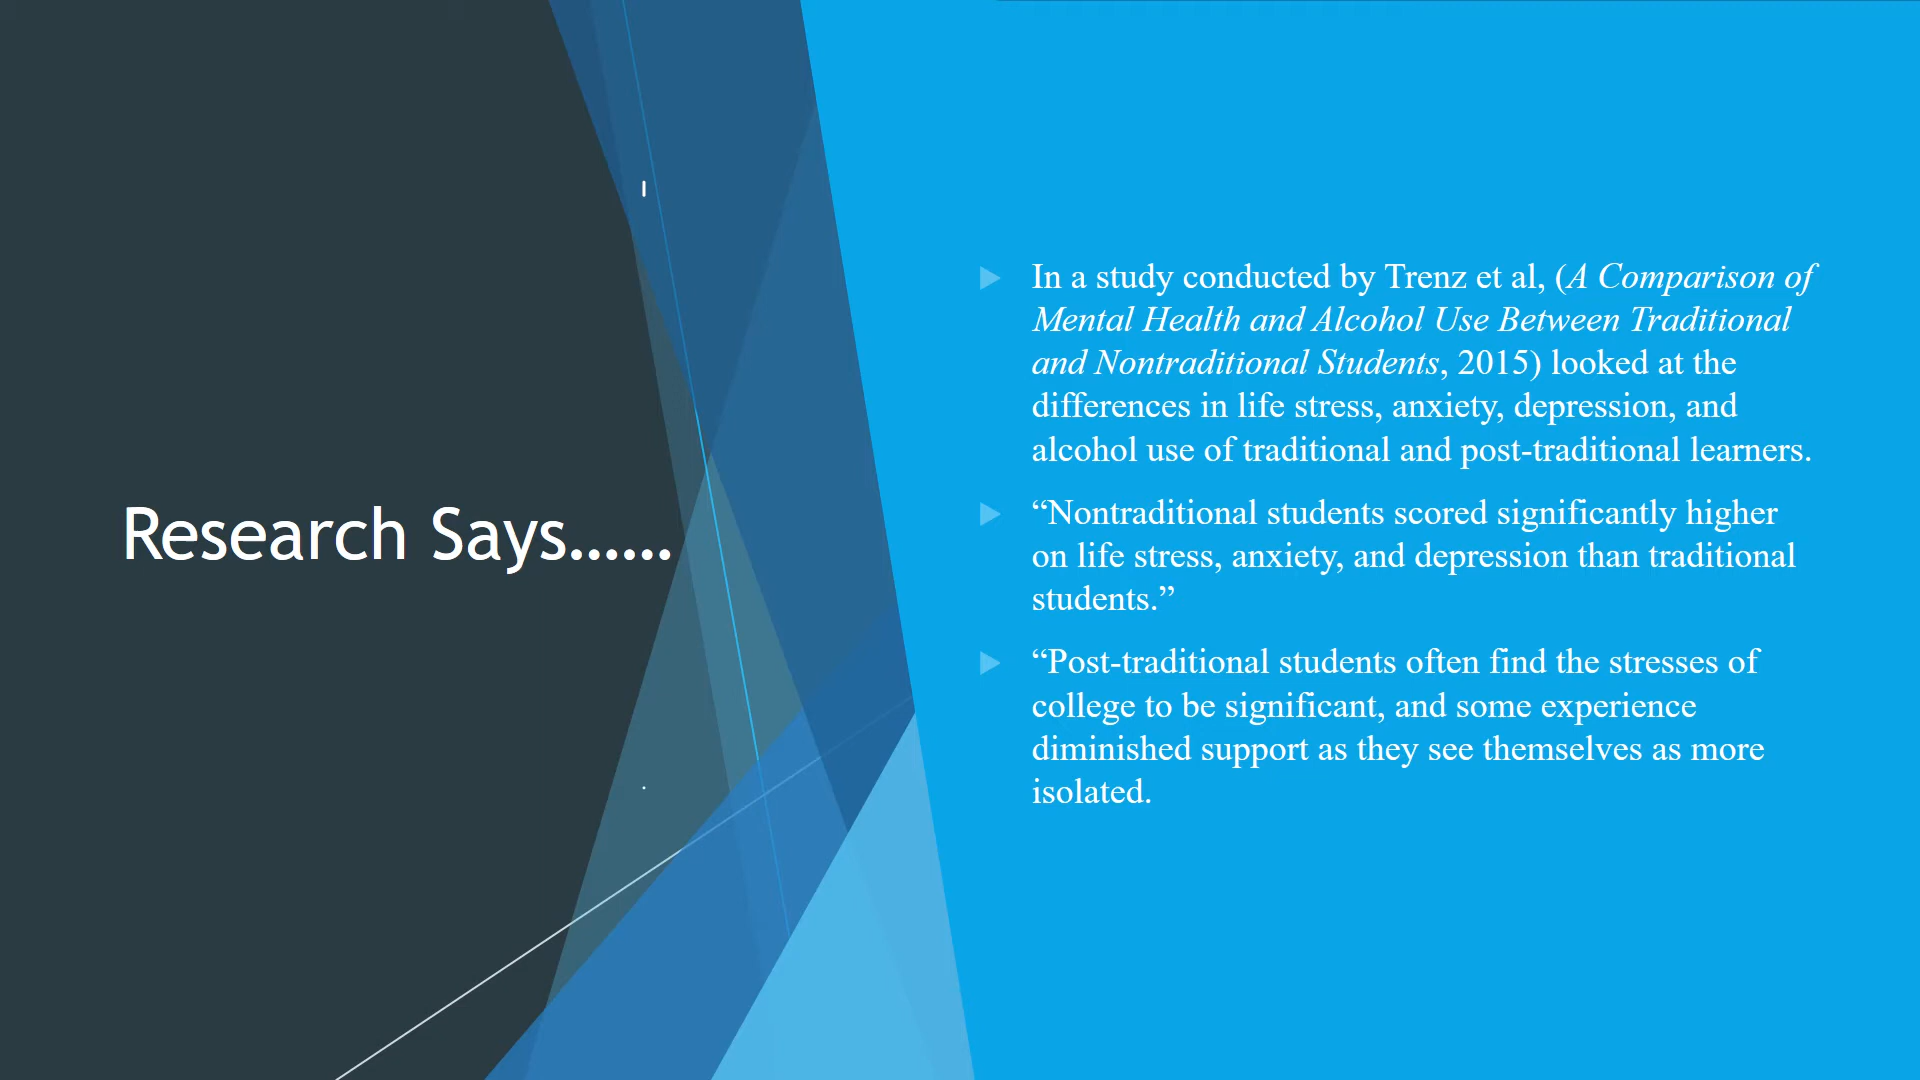 Research Says......
In a study conducted by Trenz et al, (A Comparison of
Mental Health and Alcohol Use Between Traditional
and Nontraditional Students, 2015) looked at the
differences in life stress, anxiety, depression, and
alcohol use of traditional and post-traditional learners.
“Nontraditional students scored significantly higher
on life stress, anxiety, and depression than traditional
students.”
“Post-traditional students often find the stresses of
college to be significant, and some experience
diminished support as they see themselves as more
isolated.